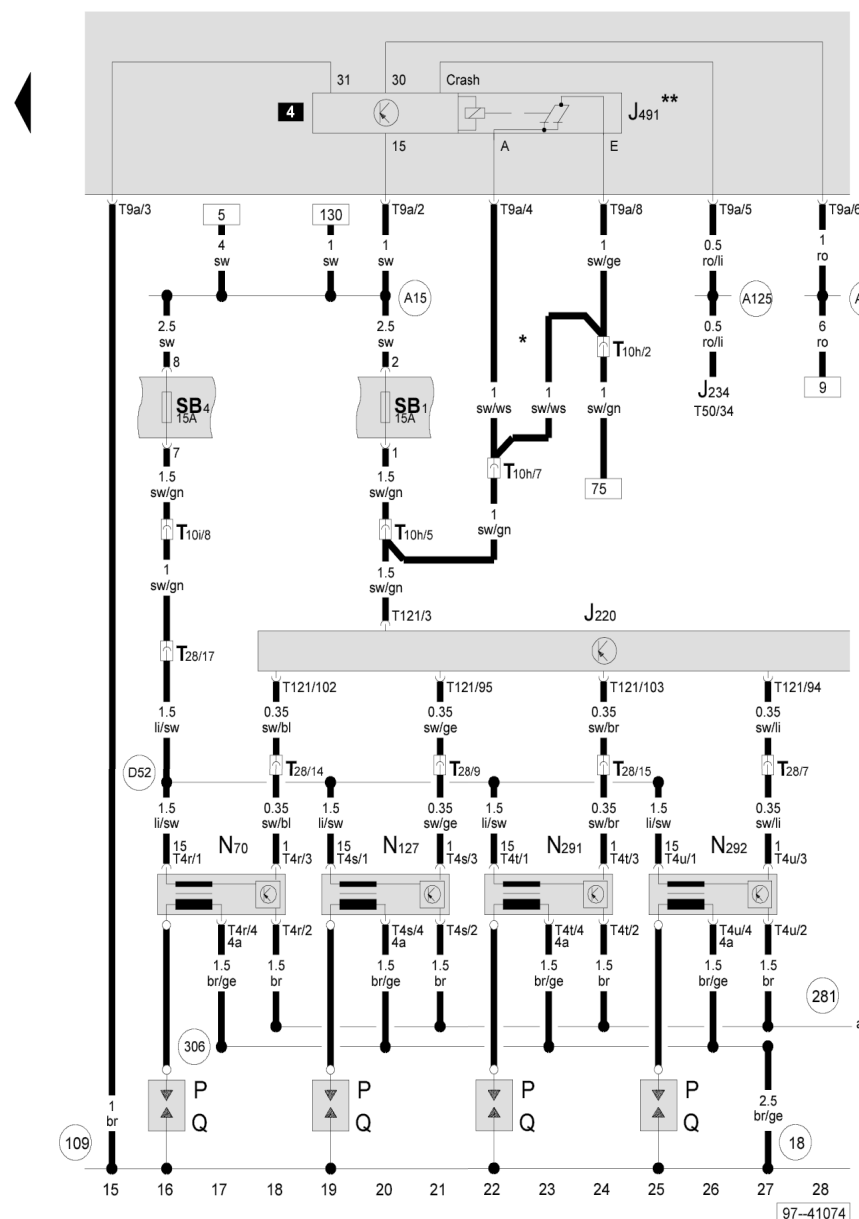 31 30 Crash
4 J491 **
15 A E
T9a/3 T9a/2 T9a/4 T9a/8 T9a/5 T9a/6
5 130
4 1 1 1 0.5 1
sw sw sw sw/ge ro/li ro
A15 A125 A
2.5 2.5 * 0.5 6
sw sw ro/li ro
T10h/2
8 2 J234 9
T50/34
SB4 SB1
15A 15A
1 1 1
sw/ws sw/ws sw/gn
7 1
T10h/7 75
1.5 1.5
sw/gn sw/gn
1
sw/gn
T10i/8 T10h/5
1 1.5
sw/gn sw/gn
T121/3 J220
T28/17
T121/102 T121/95 T121/103 T121/94
1.5 0.35 0.35 0.35 0.35
li/sw sw/bl sw/ge sw/br sw/li
D52 T28/14 T28/9 T28/15 T28/7
1.5 0.35 1.5 0.35 1.5 0.35 1.5 0.35
li/sw sw/bl li/sw sw/ge li/sw sw/br li/sw sw/li
N70 N127 N291 N292
15 1 15 1 15 1 15 1
T4r/1 T4r/3 T4s/1 T4s/3 T4t/1 T4t/3 T4u/1 T4u/3
T4r/4 T4r/2 T4s/4 T4s/2 T4t/4 T4t/2 T4u/4 T4u/2
4a 4a 4a 4a
1.5 1.5 1.5 1.5 1.5 1.5 1.5 1.5
br/ge br br/ge br br/ge br br/ge br
281
a
306
P P P P
Q Q Q Q
1 2.5
br br/ge
109 18
15 16 17 18 19 20 21 22 23 24 25 26 27 28
97--41074